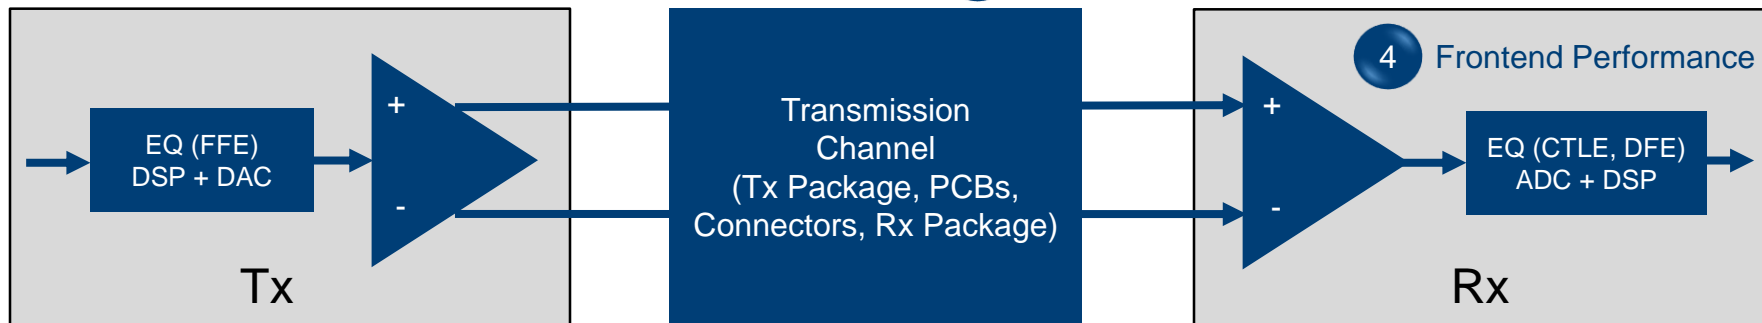 EQ (FFE)
DSP + DAC
+
-
Tx
Transmission
Channel
(Tx Package, PCBs,
Connectors, Rx Package)
+
-
4 Frontend Performance
EQ (CTLE, DFE)
ADC + DSP
Rx